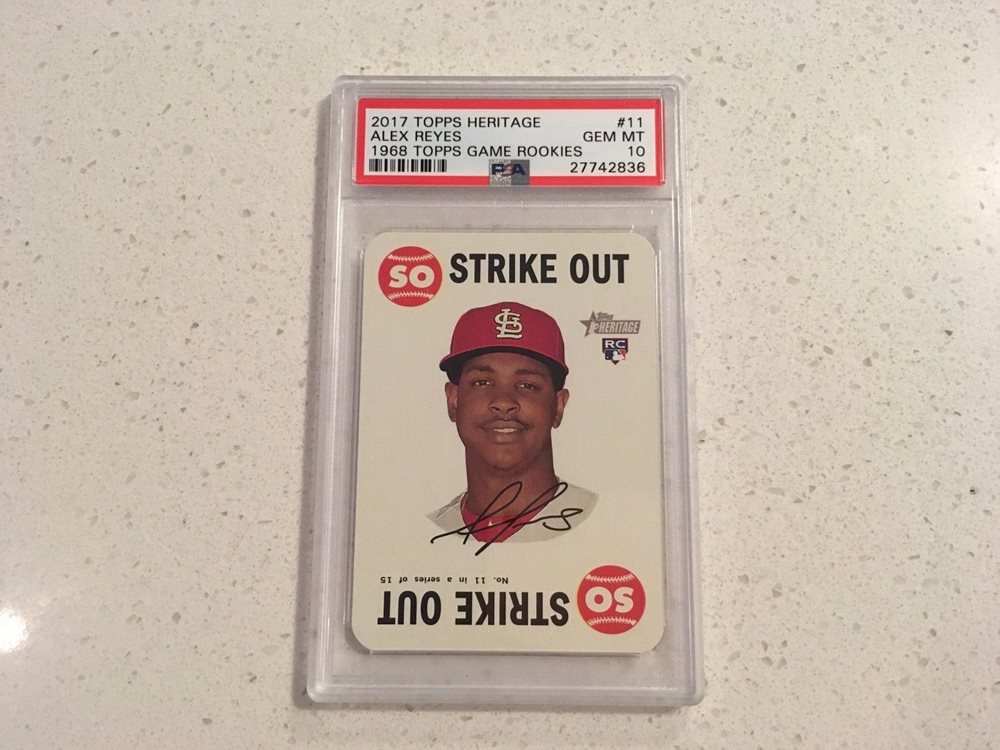 2017 TOPPS HERITAGE #11
ALEX REYES GEM MT
1968 TOPPS GAME ROOKIES 10
PSA 27742836
SO STRIKE OUT
StL
Topps
HERITAGE
RC
No. 11 in a series of 15
STRIKE OUT SO